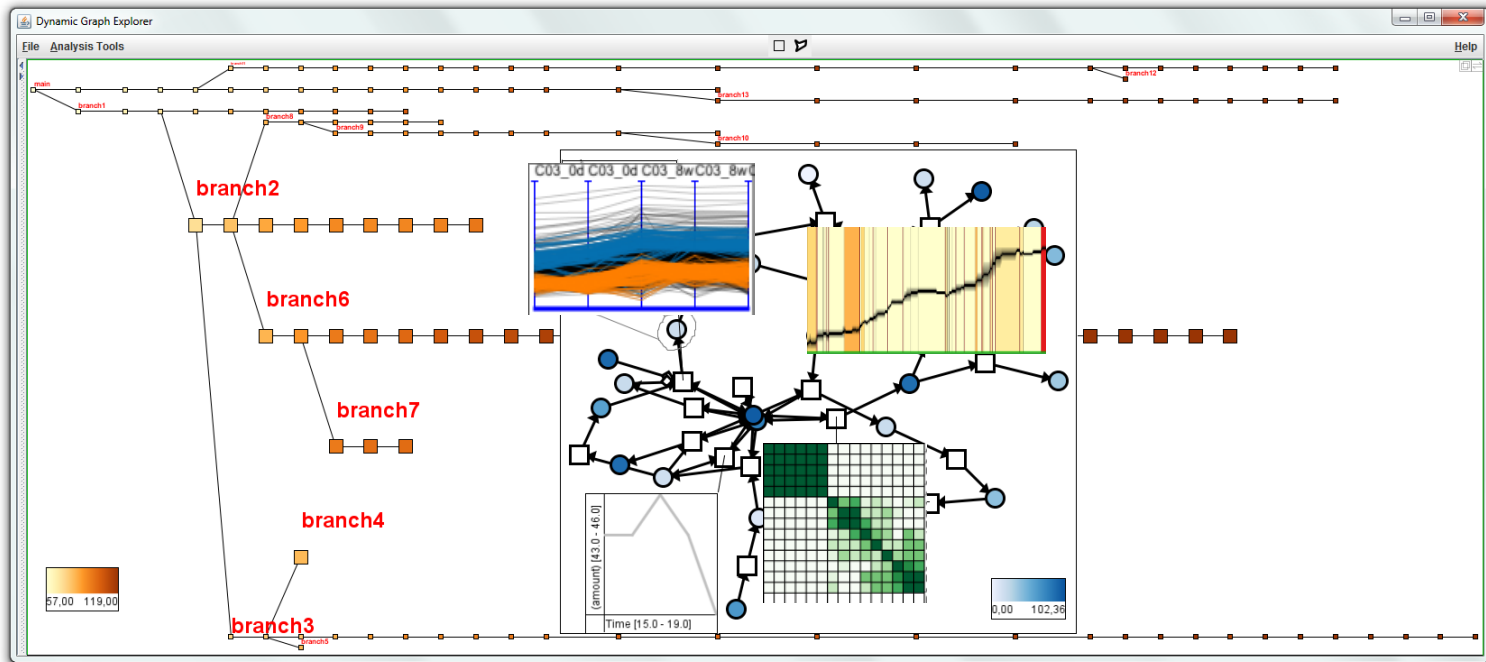 Dynamic Graph Explorer
File Analysis Tools
Help
main
branch12
branch13
branch1
branch8
branch9
branch10
C03_0d C03_0d C03_8w C03_8w
branch2
branch6
branch7
branch4
57,00 119,00
(amount) [43.0 - 46.0]
Time [15.0 - 19.0]
0,00 102,36
branch3
branch5